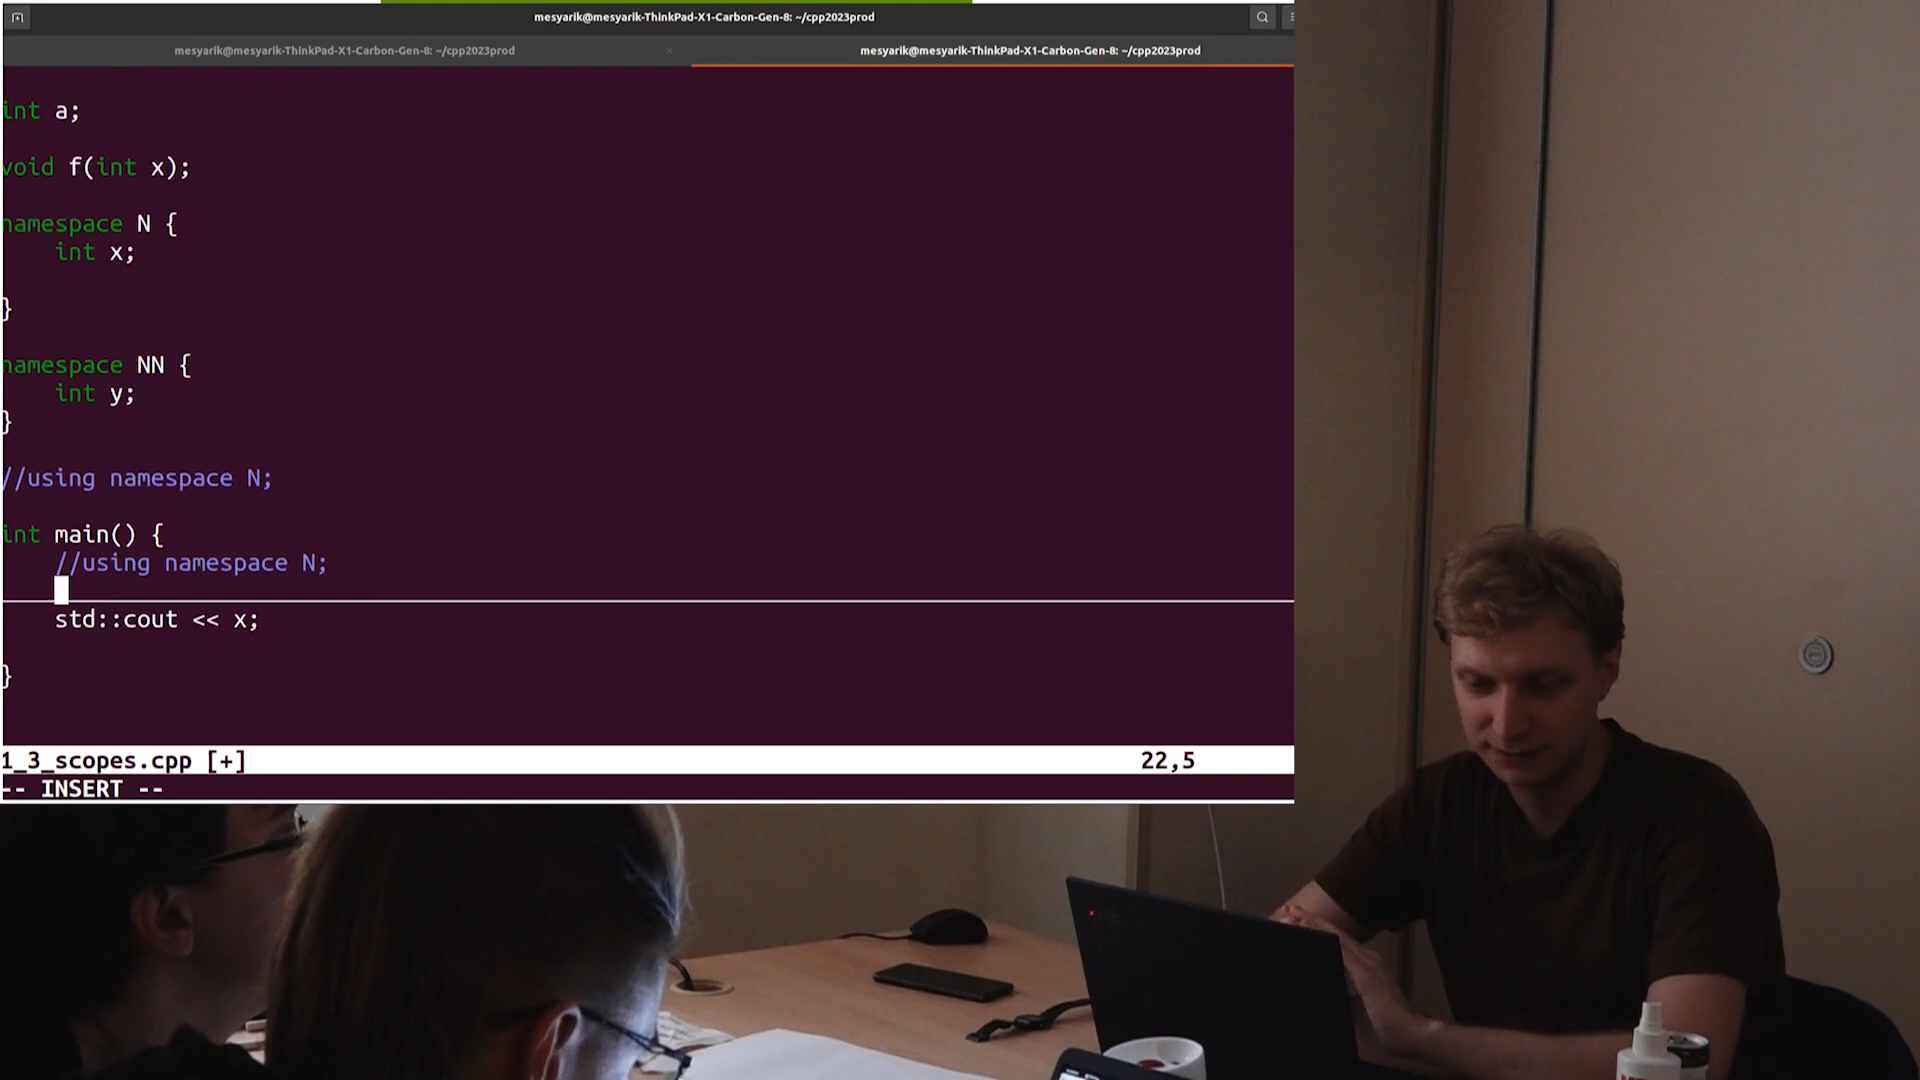 mesyarik@mesyarik-ThinkPad-X1-Carbon-Gen-8: ~/cpp2023prod
mesyarik@mesyarik-ThinkPad-X1-Carbon-Gen-8: ~/cpp2023prod
mesyarik@mesyarik-ThinkPad-X1-Carbon-Gen-8: ~/cpp2023prod
int a;
void f(int x);
namespace N {
int x;
}
namespace NN {
int y;
}
//using namespace N;
int main() {
//using namespace N;
std::cout << x;
}
1_3_scopes.cpp [+] 22,5
-- INSERT --